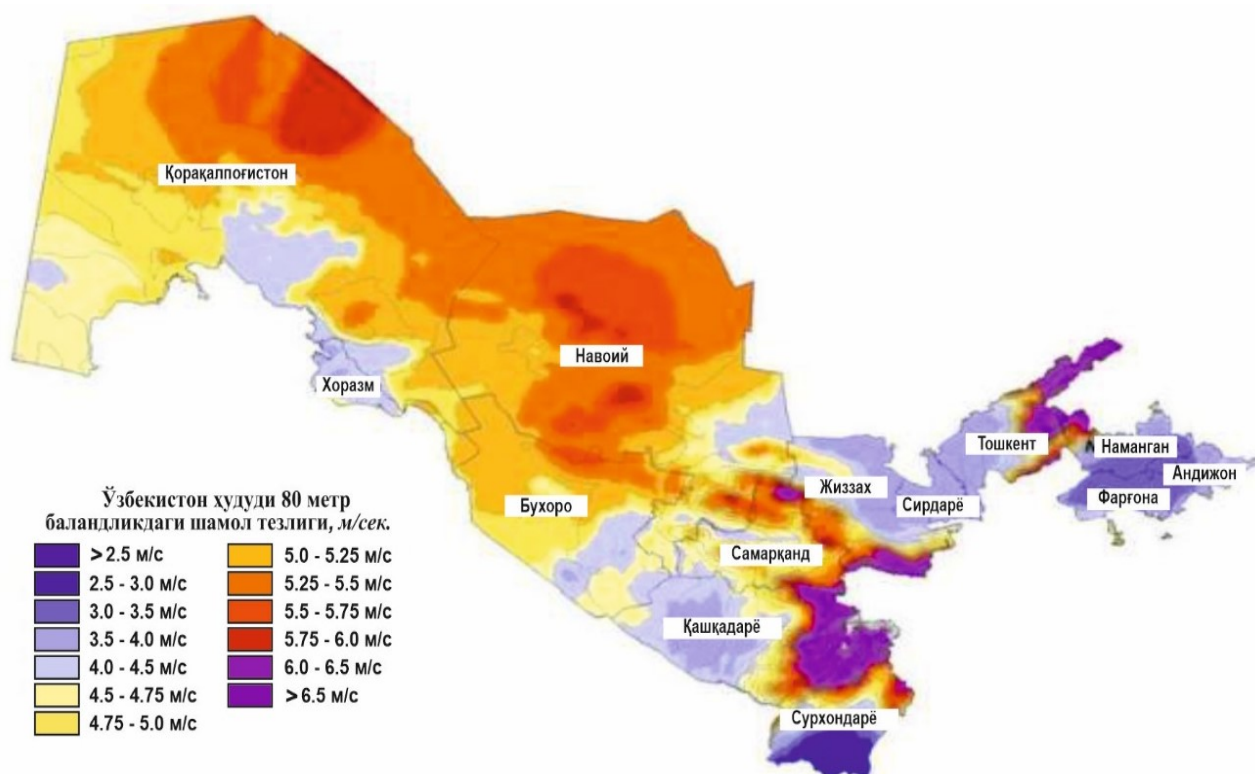 Қорақалпоғистон
Хоразм
Навоий
Бухоро
Самарқанд
Қашқадарё
Сурхондарё
Жиззах
Сирдарё
Тошкент
Наманган
Андижон
Фарғона
Ўзбекистон ҳудуди 80 метр
баландликдаги шамол тезлиги, м/сек.
> 2.5 м/с
2.5 - 3.0 м/с
3.0 - 3.5 м/с
3.5 - 4.0 м/с
4.0 - 4.5 м/с
4.5 - 4.75 м/с
4.75 - 5.0 м/с
5.0 - 5.25 м/с
5.25 - 5.5 м/с
5.5 - 5.75 м/с
5.75 - 6.0 м/с
6.0 - 6.5 м/с
> 6.5 м/с